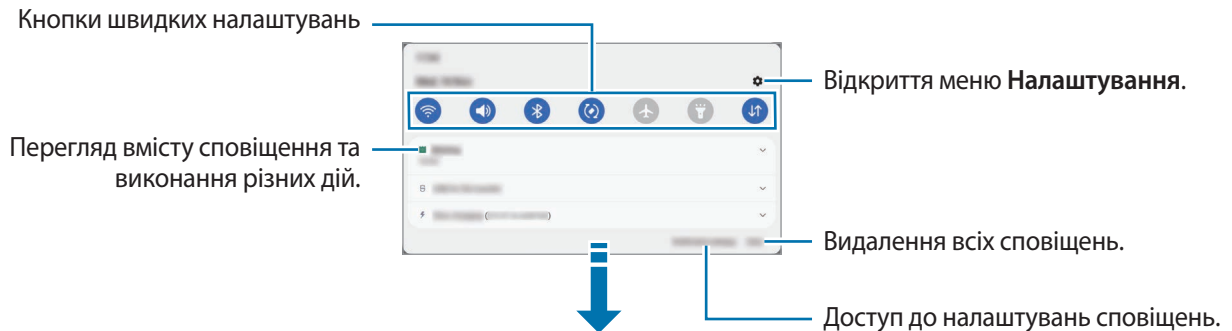 Кнопки швидких налаштувань
Відкриття меню Налаштування.
Перегляд вмісту сповіщення та
виконання різних дій.
Видалення всіх сповіщень.
Доступ до налаштувань сповіщень.